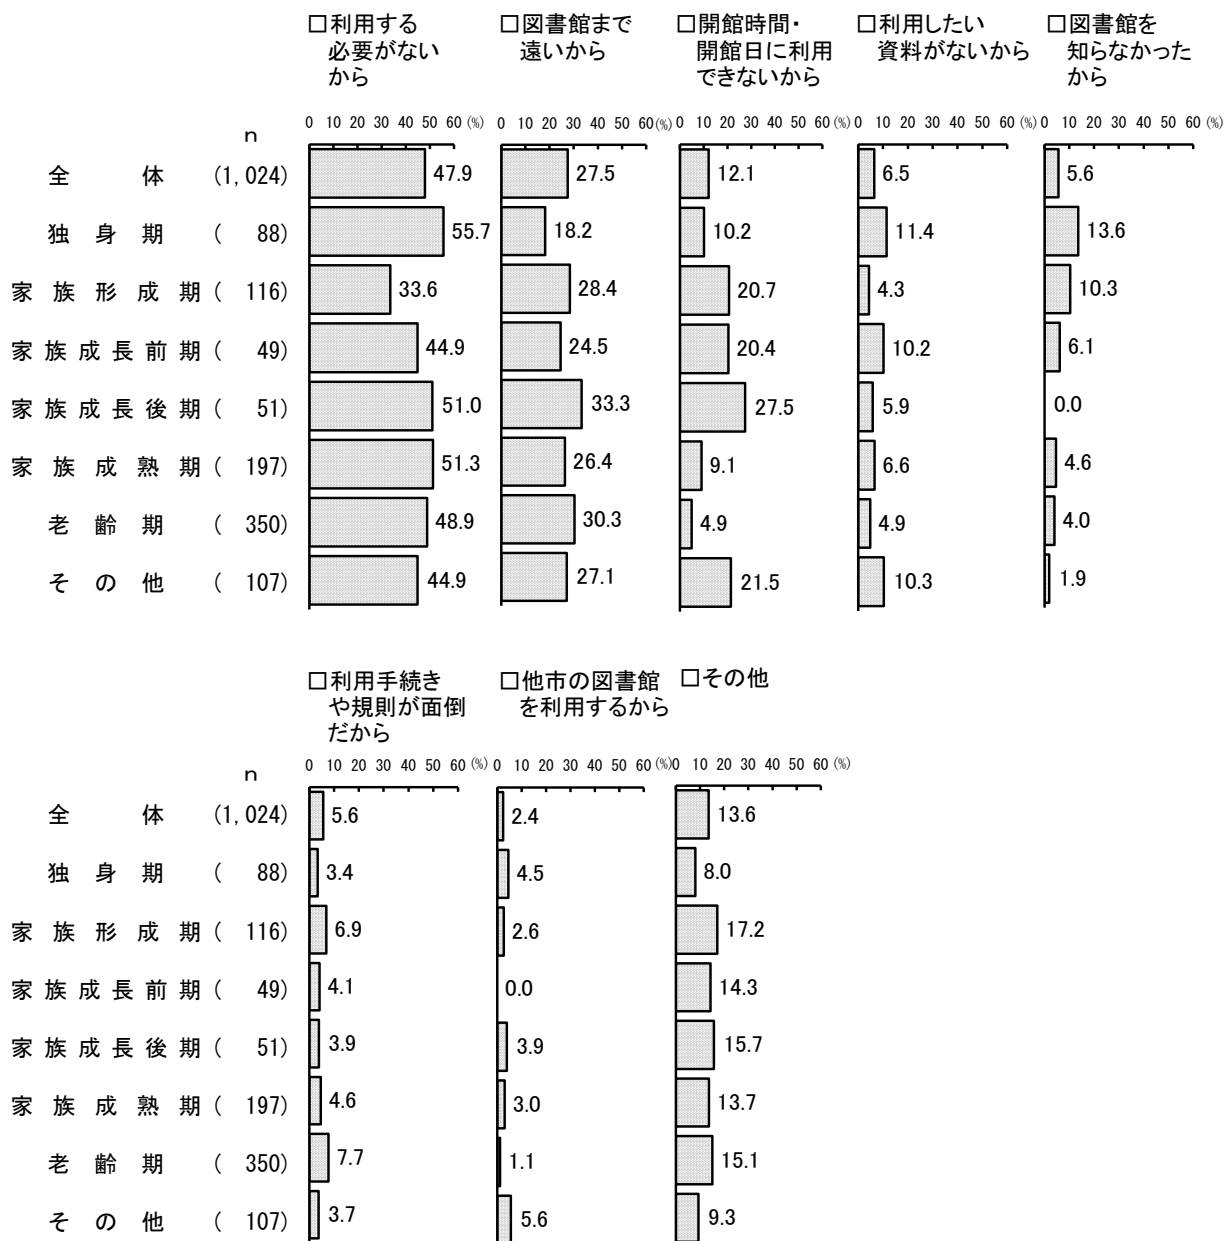 □利用する
必要がない
から
□図書館まで
遠いから
□開館時間・
開館日に利用
できないから
□利用したい
資料がないから
□図書館を
知らなかった
から
n
0 10 20 30 40 50 60 (%)
0 10 20 30 40 50 60 (%)
0 10 20 30 40 50 60 (%)
0 10 20 30 40 50 60 (%)
0 10 20 30 40 50 60 (%)
全体 (1,024) 47.9 27.5 12.1 6.5 5.6
独身期 ( 88) 55.7 18.2 10.2 11.4 13.6
家族形成期 ( 116) 33.6 28.4 20.7 4.3 10.3
家族成長前期 ( 49) 44.9 24.5 20.4 10.2 6.1
家族成長後期 ( 51) 51.0 33.3 27.5 5.9 0.0
家族成熟期 ( 197) 51.3 26.4 9.1 6.6 4.6
老齢期 ( 350) 48.9 30.3 4.9 4.9 4.0
その他 ( 107) 44.9 27.1 21.5 10.3 1.9
□利用手続き
や規則が面倒
だから
□他市の図書館
を利用するから
□その他
n
0 10 20 30 40 50 60 (%)
0 10 20 30 40 50 60 (%)
0 10 20 30 40 50 60 (%)
全体 (1,024) 5.6 2.4 13.6
独身期 ( 88) 3.4 4.5 8.0
家族形成期 ( 116) 6.9 2.6 17.2
家族成長前期 ( 49) 4.1 0.0 14.3
家族成長後期 ( 51) 3.9 3.9 15.7
家族成熟期 ( 197) 4.6 3.0 13.7
老齢期 ( 350) 7.7 1.1 15.1
その他 ( 107) 3.7 5.6 9.3